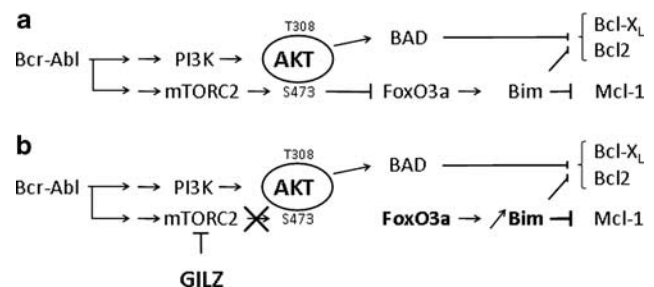 a
T308
Bcr-Abl PI3K AKT BAD Bcl-XL
Bcl2
mTORC2 S473 FoxO3a Bim Mcl-1
b
T308
Bcr-Abl PI3K AKT BAD Bcl-XL
Bcl2
mTORC2 S473 FoxO3a Bim Mcl-1
GILZ